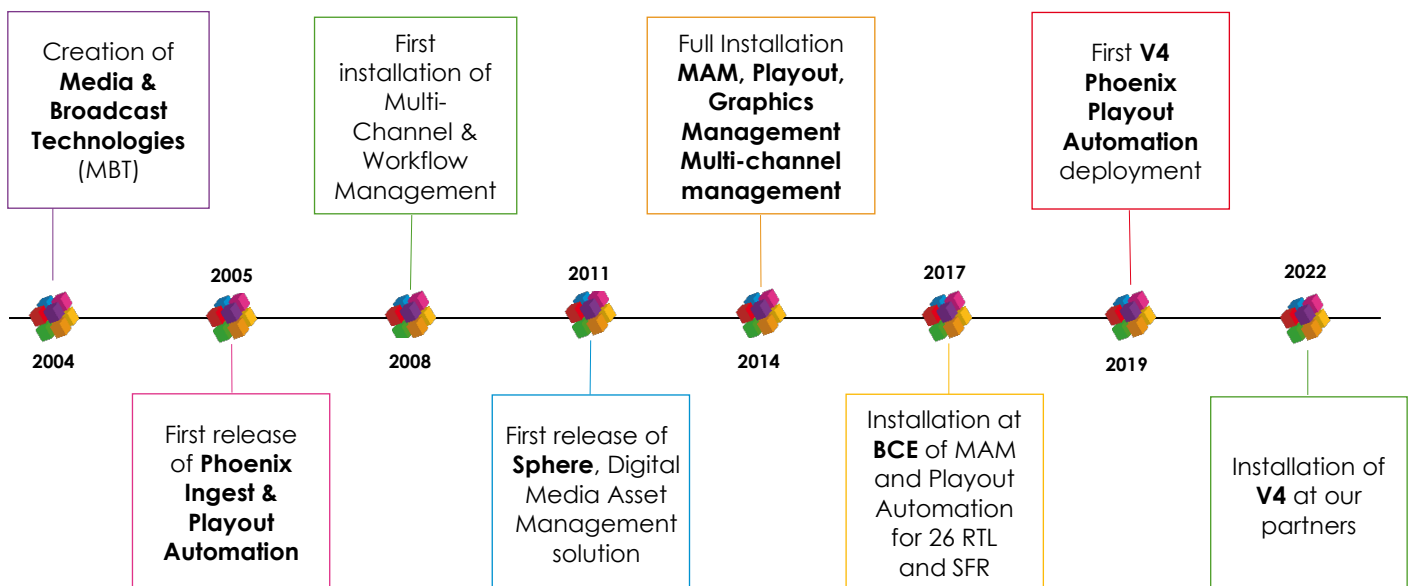 Creation of
Media &
Broadcast
Technologies
(MBT)
First
installation of
Multi-
Channel &
Workflow
Management
Full Installation
MAM, Playout,
Graphics
Management
Multi-channel
management
First V4
Phoenix
Playout
Automation
deployment
2005
2011
2017
2022
2004
2008
2014
2019
First release
of Phoenix
Ingest &
Playout
Automation
First release of
Sphere, Digital
Media Asset
Management
solution
Installation at
BCE of MAM
and Playout
Automation
for 26 RTL
and SFR
Installation of
V4 at our
partners